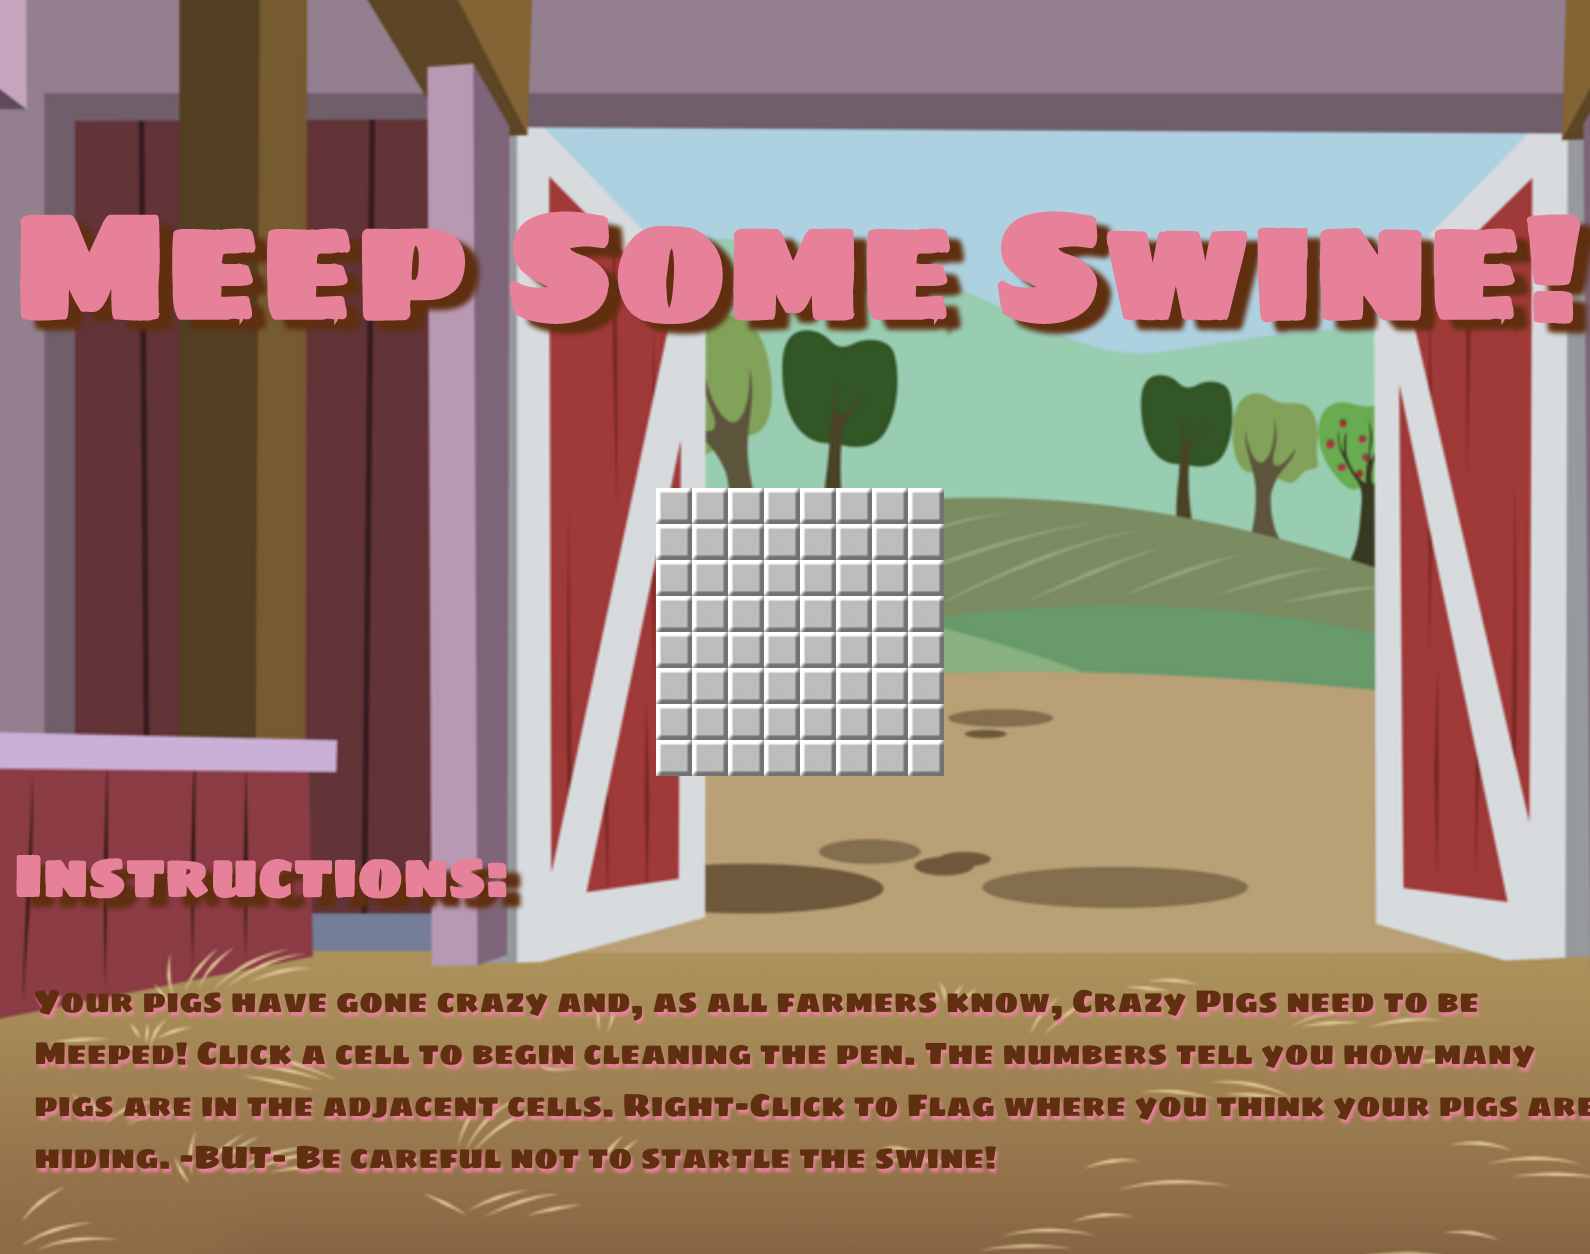 Meep Some Swine!
Instructions:
Your pigs have gone crazy and, as all farmers know, Crazy Pigs need to be
Meeped! Click a cell to begin cleaning the pen. The numbers tell you how many
pigs are in the adjacent cells. Right-Click to Flag where you think your pigs are
hiding. -BUT- Be careful not to startle the swine!